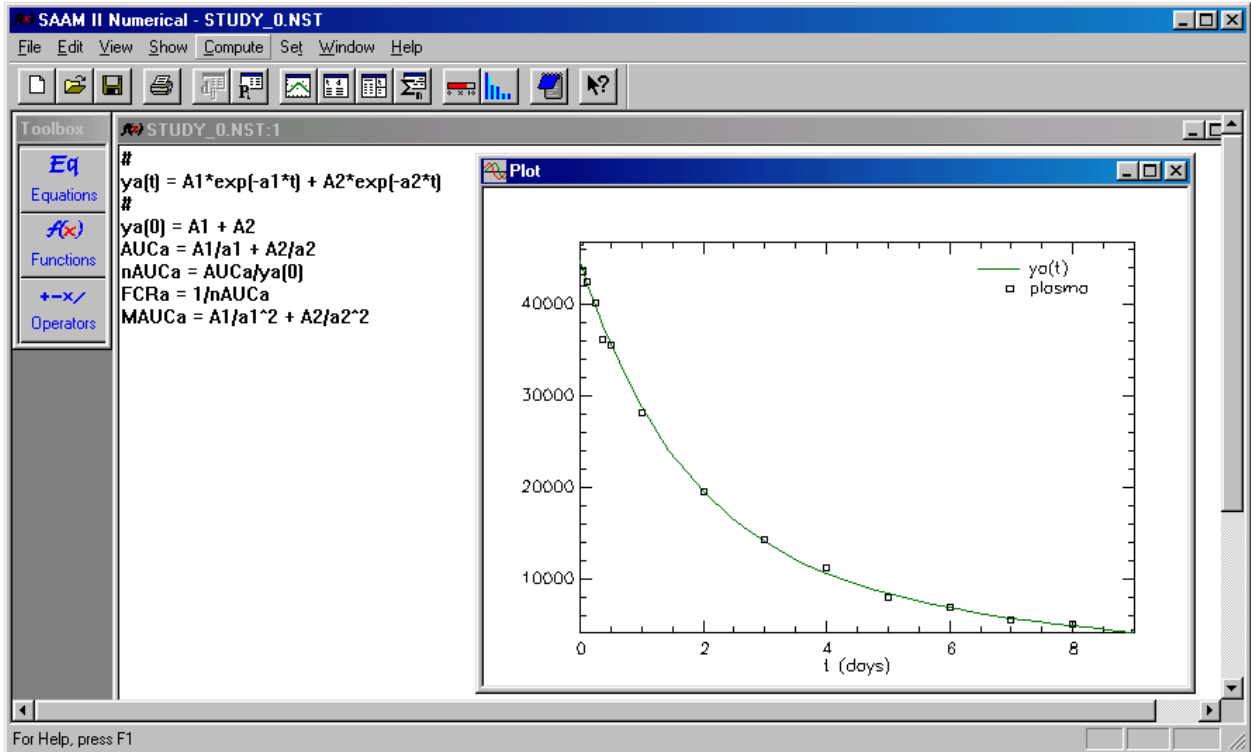 SAAM II Numerical - STUDY_0.NST
File Edit View Show Compute Set Window Help
Toolbox
Eq
Equations
f(x)
Functions
+-×/
Operators
STUDY_0.NST:1
#
ya(t) = A1*exp(-a1*t) + A2*exp(-a2*t)
#
ya(0) = A1 + A2
AUCa = A1/a1 + A2/a2
nAUCa = AUCa/ya(0)
FCRa = 1/nAUCa
MAUCa = A1/a1^2 + A2/a2^2
Plot
ya(t)
plasma
40000
30000
20000
10000
0 2 4 6 8
t (days)
For Help, press F1